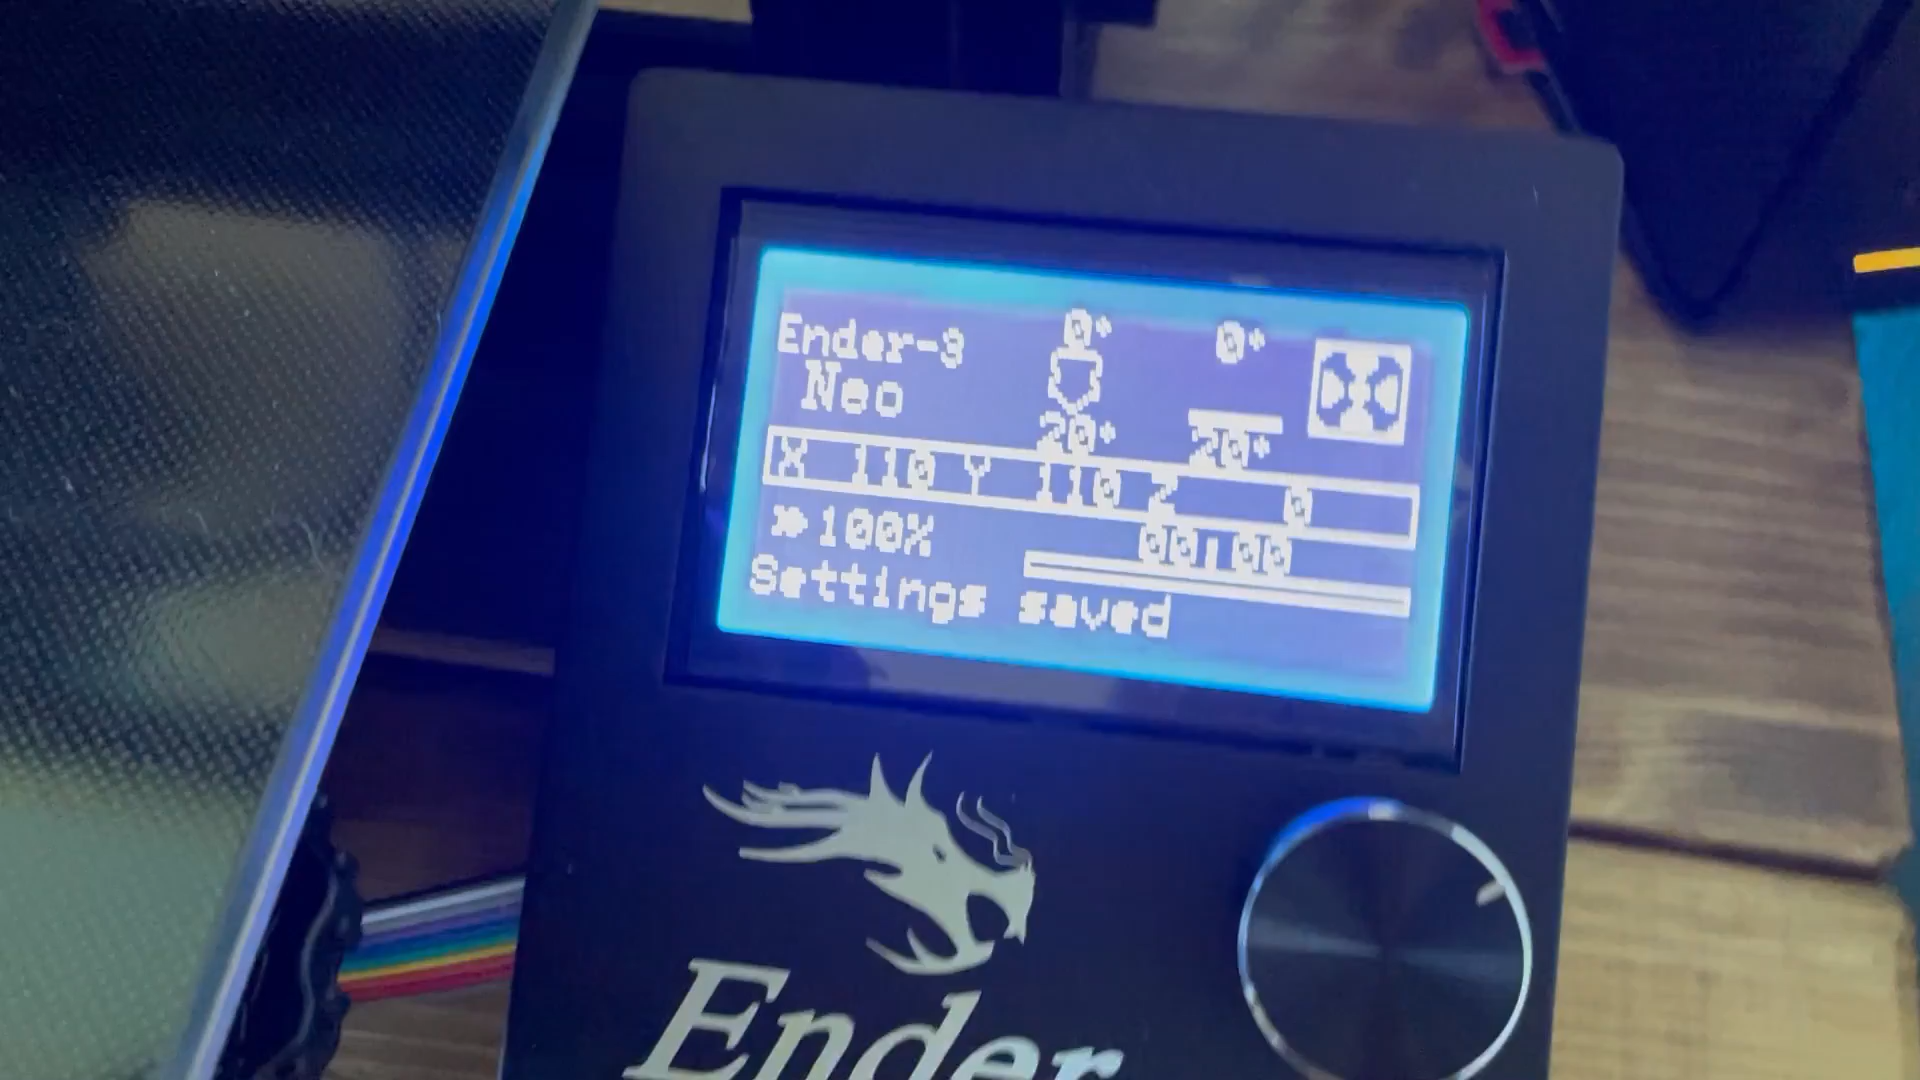 Ender-3 0° 0°
Neo
20° 20°
X 110 Y 110 Z 0
»100% 00:00
Settings saved
Ender